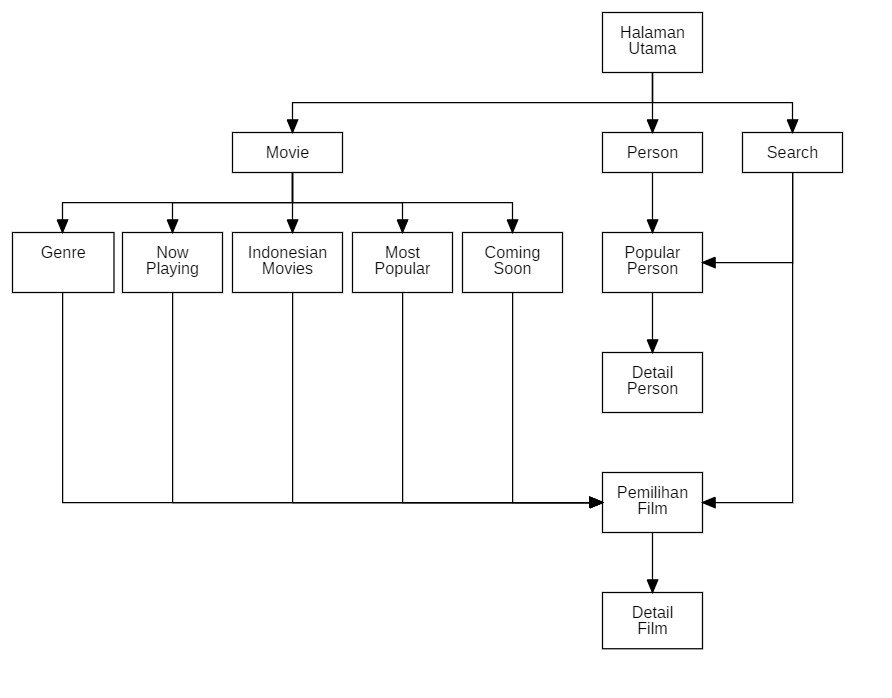 Halaman
Utama
Movie
Person
Search
Genre
Now
Playing
Indonesian
Movies
Most
Popular
Coming
Soon
Popular
Person
Detail
Person
Pemilihan
Film
Detail
Film